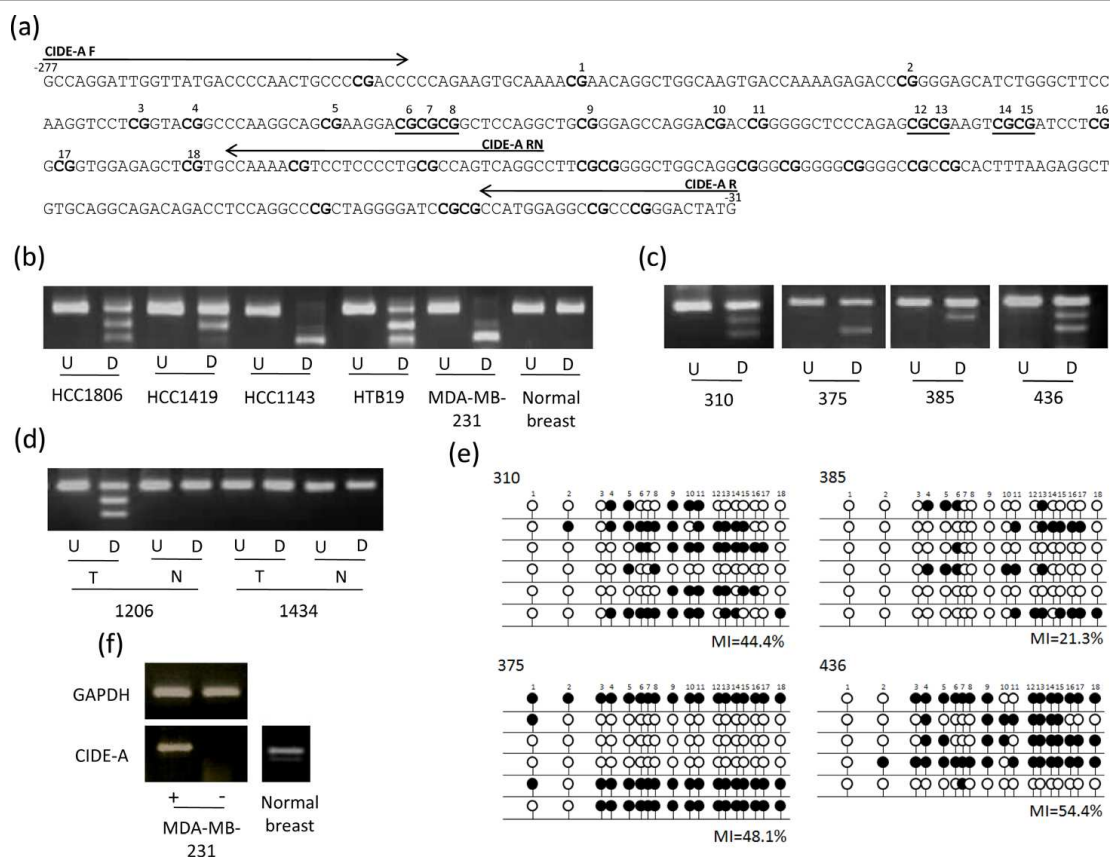 (a)
CIDE-A F
-277 1 2
GCCAGGATTGGTTATGACCCCAACTGCCCCGACCCCCAGAAGTGCAAAACGAACAGGCTGGCAAGTGACCAAAAGAGACCCGGGGAGCATCTGGGCTTCC
3 4 5 6 7 8 9 10 11 12 13 14 15 16
AAGGTCCTCGGTACGGCCCAAGGCAGCGAAGGACGCGCGGCTCCAGGCTGCGGGAGCCAGGACGACCGGGGGCTCCCAGAGCGCGAAGTCGCGATCCTCG
17 18 CIDE-A RN
GCGGTGGAGAGCTCGTGCCAAAACGTCCTCCCCTGCGCCAGTCAGGCCTTCGCGGGGCTGGCAGGCGGGCGGGGGCGGGGCCGCCGCACTTTAAGAGGCT
CIDE-A R
-31
GTGCAGGCAGACAGACCTCCAGGCCCGCTAGGGGATCCGCGCCATGGAGGCCGCCCGGGACTATG
(b)
U D U D U D U D U D U D
HCC1806 HCC1419 HCC1143 HTB19 MDA-MB-231 Normal breast
(c)
U D U D U D U D
310 375 385 436
(d)
U D U D U D U D
T N T N
1206 1434
(e)
310
1 2 3 4 5 6 7 8 9 10 11 12 13 14 15 16 17 18
MI=44.4%
385
1 2 3 4 5 6 7 8 9 10 11 12 13 14 15 16 17 18
MI=21.3%
375
1 2 3 4 5 6 7 8 9 10 11 12 13 14 15 16 17 18
MI=48.1%
436
1 2 3 4 5 6 7 8 9 10 11 12 13 14 15 16 17 18
MI=54.4%
(f)
GAPDH
CIDE-A
+ -
MDA-MB-231
Normal breast